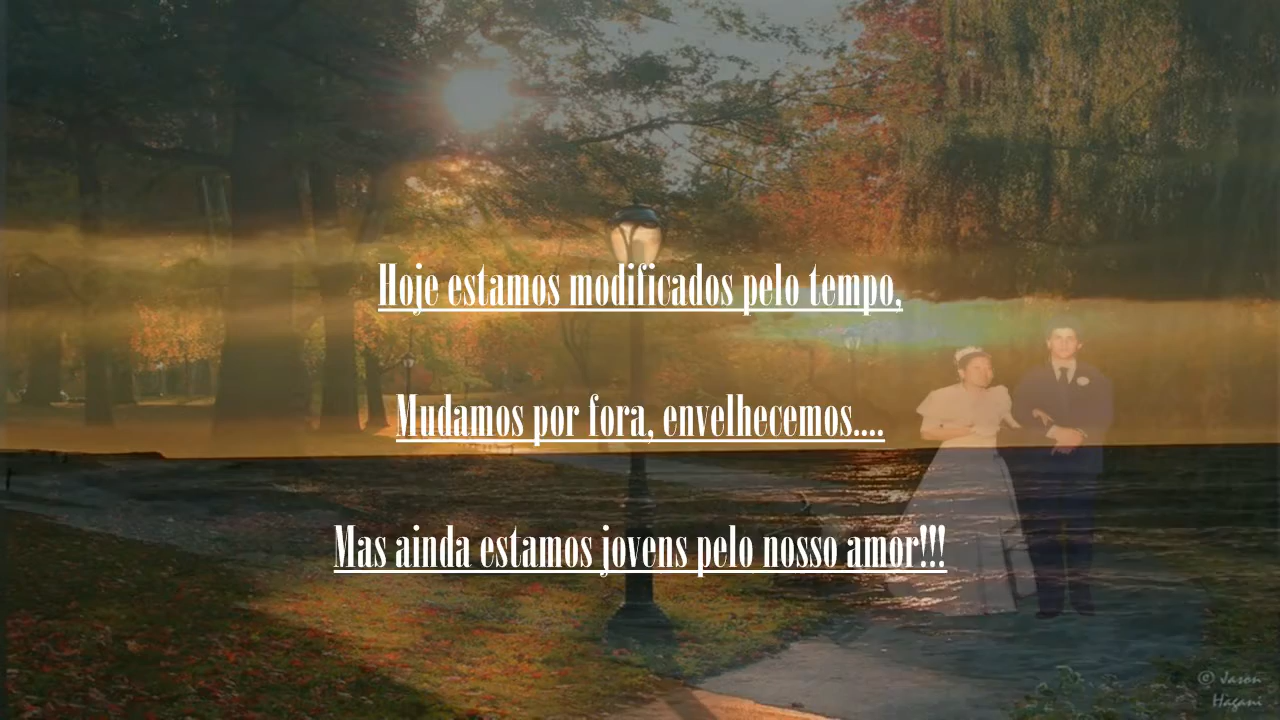 Hoje estamos modificados pelo tempo,
Mudamos por fora, envelhecemos....
Mas ainda estamos jovens pelo nosso amor!!!
© Jason
Hagani